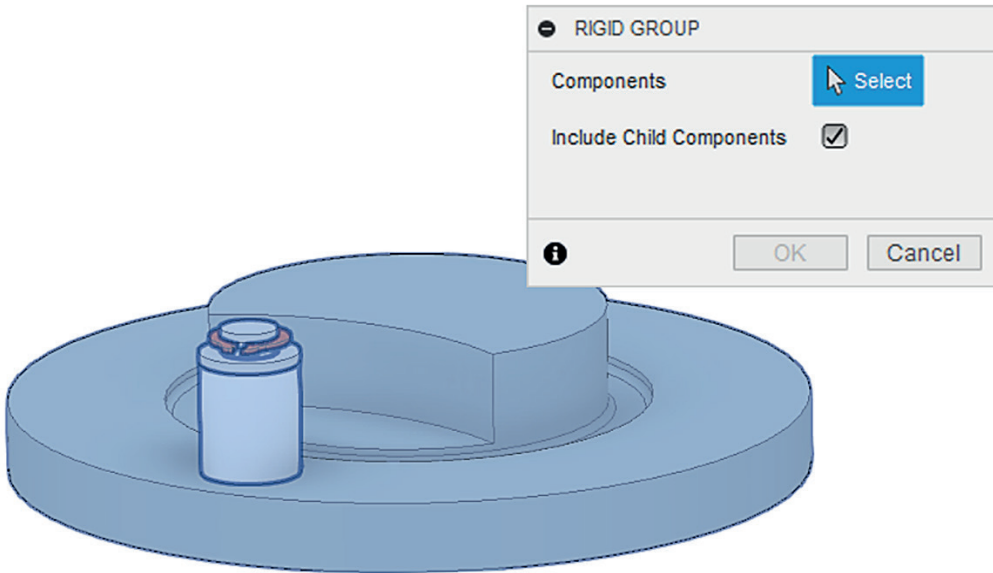 RIGID GROUP
Components Select
Include Child Components
OK Cancel